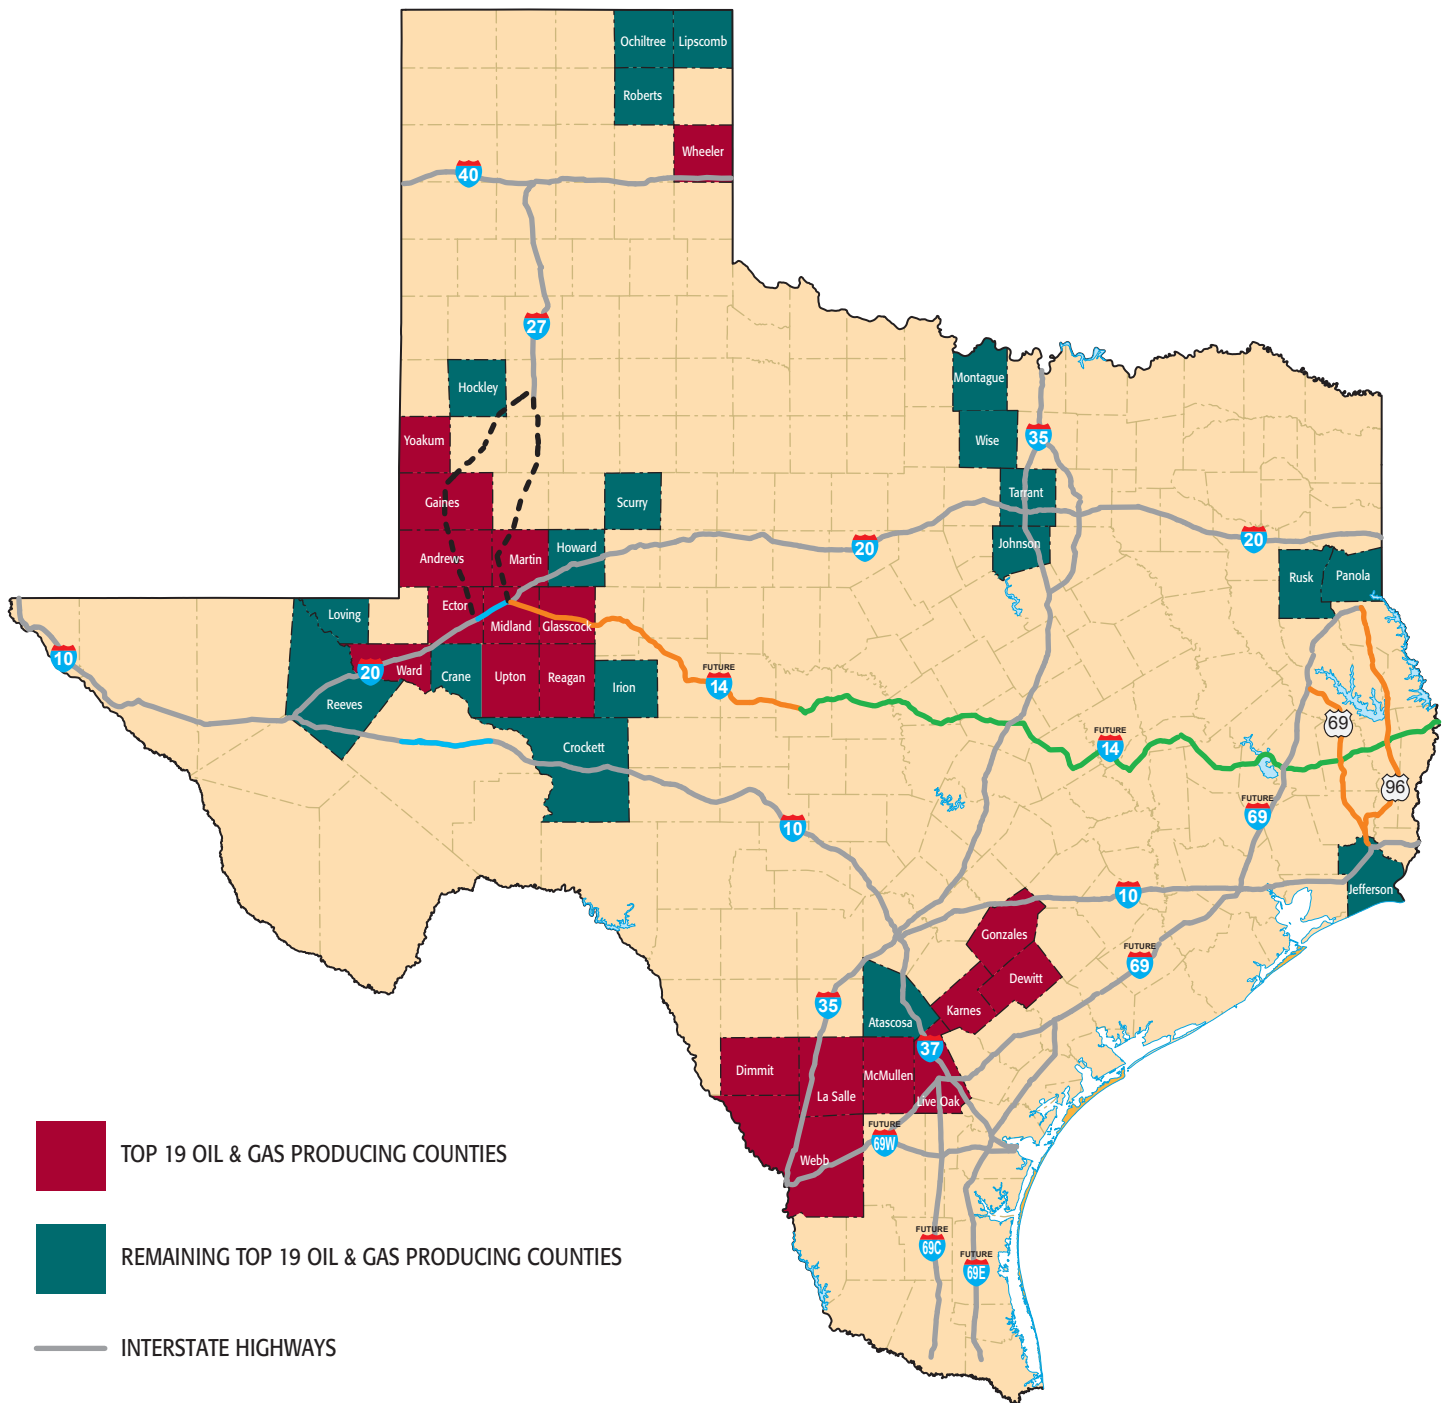 Ochiltree
Lipscomb
Roberts
Wheeler
40
27
Hockley
Montague
Yoakum
Wise
35
Gaines
Scurry
Tarrant
Andrews
Martin
Howard
20
Johnson
20
Rusk
Panola
Loving
Ector
Midland
Glasscock
10
20
Ward
Crane
Upton
Reagan
Irion
FUTURE
14
Reeves
Crockett
FUTURE
14
69
96
FUTURE
69
10
Jefferson
10
Gonzales
FUTURE
69
Dewitt
35
Karnes
Atascosa
37
Dimmit
McMullen
La Salle
Live Oak
FUTURE
69W
Webb
FUTURE
69C
FUTURE
69E
TOP 19 OIL & GAS PRODUCING COUNTIES
REMAINING TOP 19 OIL & GAS PRODUCING COUNTIES
INTERSTATE HIGHWAYS